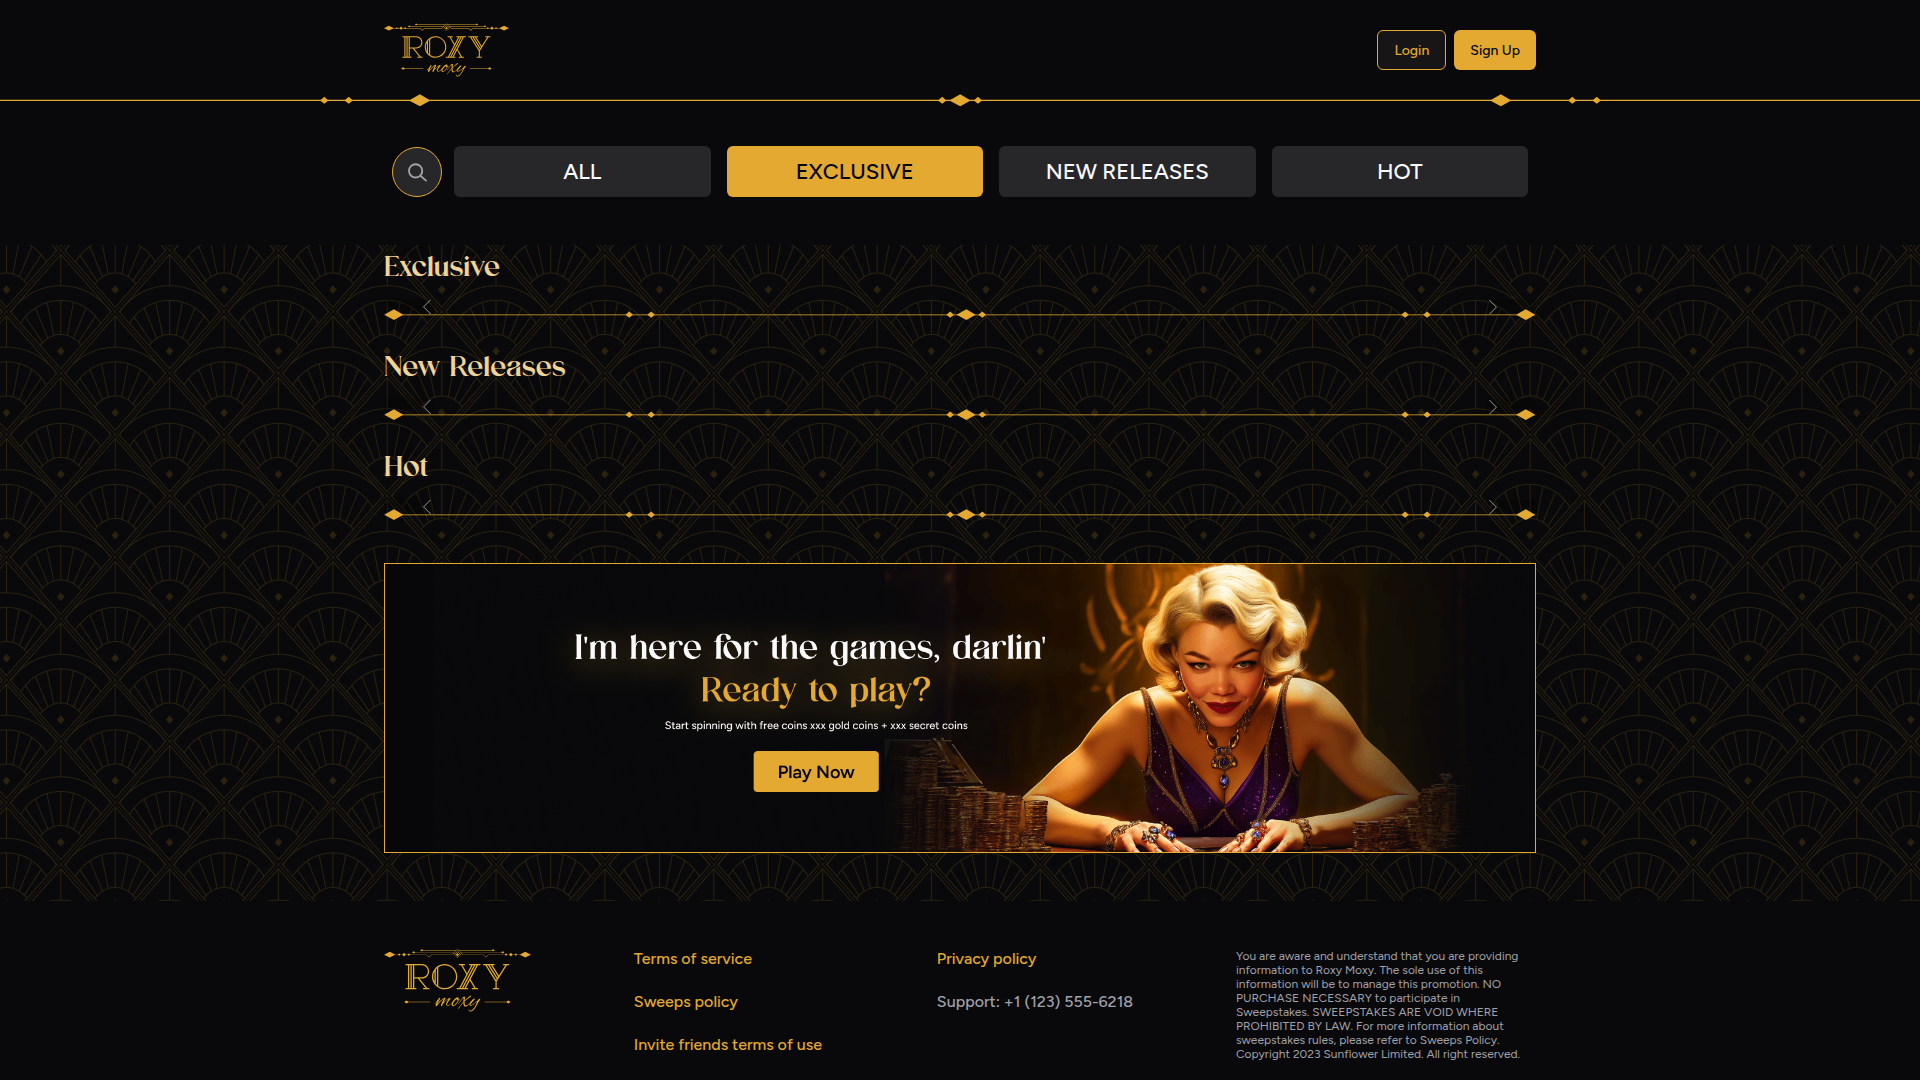 ROXY
moxy
Login
Sign Up
ALL
EXCLUSIVE
NEW RELEASES
HOT
Exclusive
New Releases
Hot
I'm here for the games, darlin'
Ready to play?
Start spinning with free coins xxx gold coins + xxx secret coins
Play Now
ROXY
moxy
Terms of service
Sweeps policy
Invite friends terms of use
Privacy policy
Support: +1 (123) 555-6218
You are aware and understand that you are providing
information to Roxy Moxy. The sole use of this
information will be to manage this promotion. NO
PURCHASE NECESSARY to participate in
Sweepstakes. SWEEPSTAKES ARE VOID WHERE
PROHIBITED BY LAW. For more information about
sweepstakes rules, please refer to Sweeps Policy.
Copyright 2023 Sunflower Limited. All right reserved.